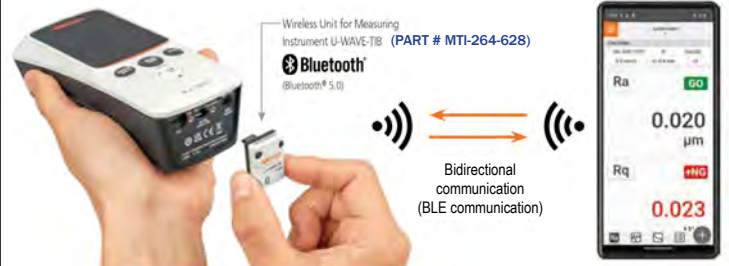 Wireless Unit for Measuring
Instrument U-WAVE-TIB (PART # MTI-264-628)
Bluetooth®
(Bluetooth® 5.0)
Bidirectional
communication
(BLE communication)
Ra
GO
0.020
µm
Rq
+NG
0.023